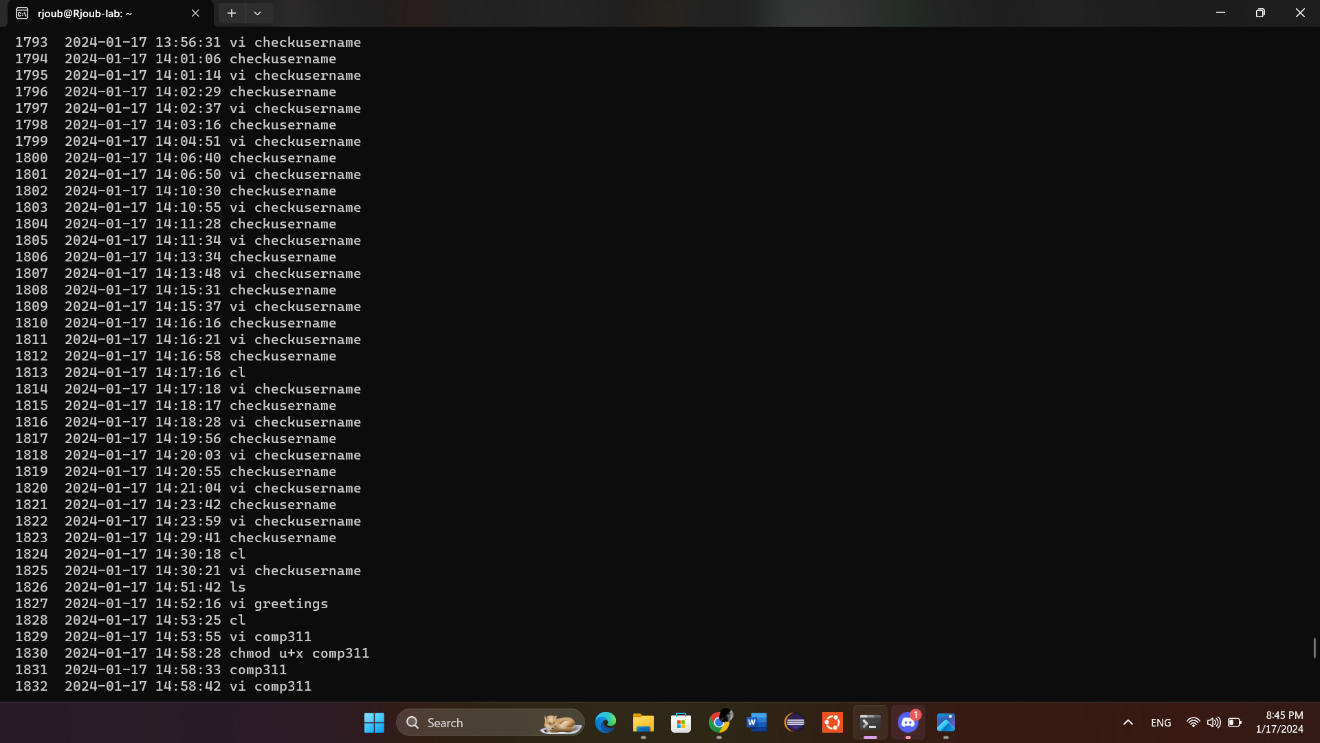 rjoub@Rjoub-lab: ~
1793  2024-01-17 13:56:31 vi checkusername
1794  2024-01-17 14:01:06 checkusername
1795  2024-01-17 14:01:14 vi checkusername
1796  2024-01-17 14:02:29 checkusername
1797  2024-01-17 14:02:37 vi checkusername
1798  2024-01-17 14:03:16 checkusername
1799  2024-01-17 14:04:51 vi checkusername
1800  2024-01-17 14:06:40 checkusername
1801  2024-01-17 14:06:50 vi checkusername
1802  2024-01-17 14:10:30 checkusername
1803  2024-01-17 14:10:55 vi checkusername
1804  2024-01-17 14:11:28 checkusername
1805  2024-01-17 14:11:34 vi checkusername
1806  2024-01-17 14:13:34 checkusername
1807  2024-01-17 14:13:48 vi checkusername
1808  2024-01-17 14:15:31 checkusername
1809  2024-01-17 14:15:37 vi checkusername
1810  2024-01-17 14:16:16 checkusername
1811  2024-01-17 14:16:21 vi checkusername
1812  2024-01-17 14:16:58 checkusername
1813  2024-01-17 14:17:16 cl
1814  2024-01-17 14:17:18 vi checkusername
1815  2024-01-17 14:18:17 checkusername
1816  2024-01-17 14:18:28 vi checkusername
1817  2024-01-17 14:19:56 checkusername
1818  2024-01-17 14:20:03 vi checkusername
1819  2024-01-17 14:20:55 checkusername
1820  2024-01-17 14:21:04 vi checkusername
1821  2024-01-17 14:23:42 checkusername
1822  2024-01-17 14:23:59 vi checkusername
1823  2024-01-17 14:29:41 checkusername
1824  2024-01-17 14:30:18 cl
1825  2024-01-17 14:30:21 vi checkusername
1826  2024-01-17 14:51:42 ls
1827  2024-01-17 14:52:16 vi greetings
1828  2024-01-17 14:53:25 cl
1829  2024-01-17 14:53:55 vi comp311
1830  2024-01-17 14:58:28 chmod u+x comp311
1831  2024-01-17 14:58:33 comp311
1832  2024-01-17 14:58:42 vi comp311
Search
1
ENG
8:45 PM
1/17/2024